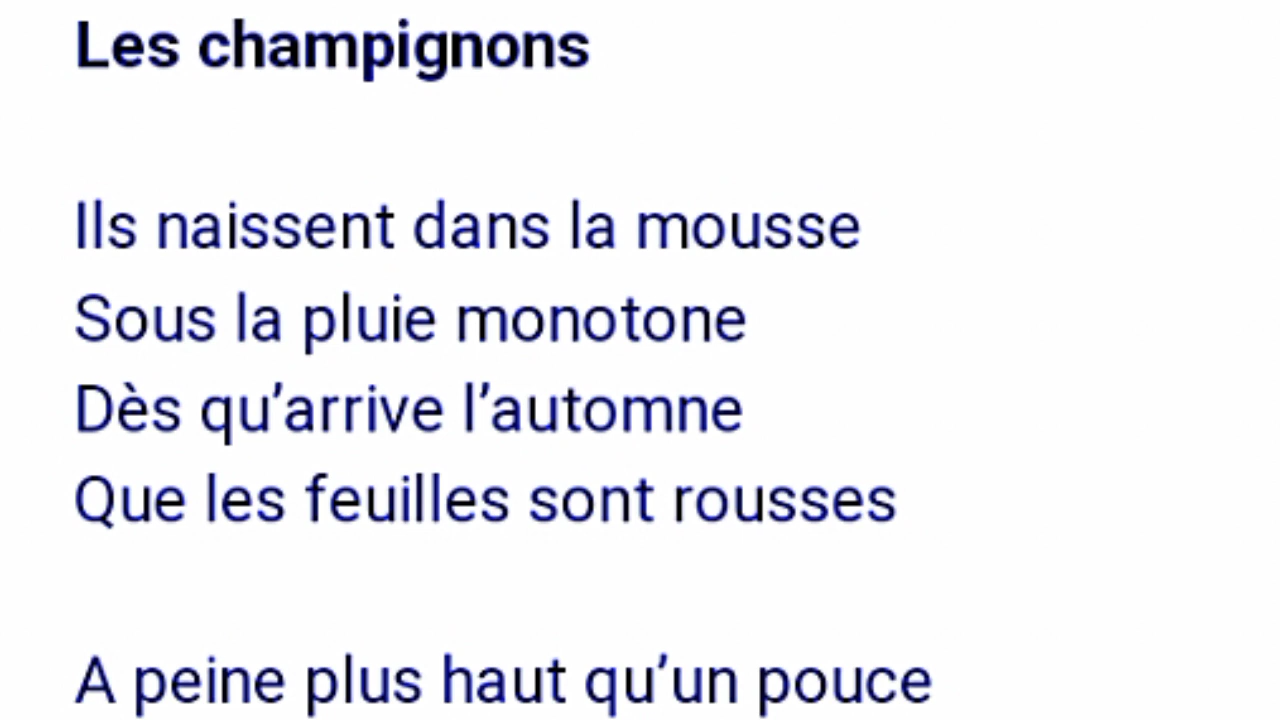 Les champignons
Ils naissent dans la mousse
Sous la pluie monotone
Dès qu’arrive l’automne
Que les feuilles sont rousses
A peine plus haut qu’un pouce